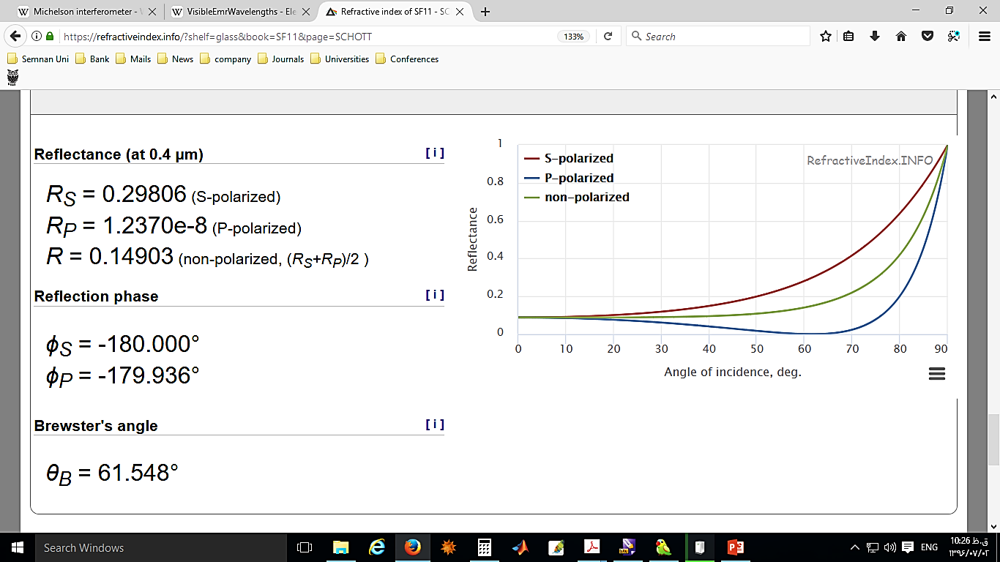 Michelson interferometer -
VisibleEmrWavelengths - Ele
Refractive index of SF11 - SC
https://refractiveindex.info/?shelf=glass&book=SF11&page=SCHOTT
133%
Search
Semnan Uni
Bank
Mails
News
company
Journals
Universities
Conferences
Reflectance (at 0.4 μm)
[ i ]
RS = 0.29806 (S-polarized)
RP = 1.2370e-8 (P-polarized)
R = 0.14903 (non-polarized, (RS+RP)/2 )
Reflection phase
[ i ]
ϕS = -180.000°
ϕP = -179.936°
Brewster's angle
[ i ]
θB = 61.548°
S-polarized
P-polarized
non-polarized
RefractiveIndex.INFO
Reflectance
1
0.8
0.6
0.4
0.2
0
0 10 20 30 40 50 60 70 80 90
Angle of incidence, deg.
Search Windows
ENG
10:26 ق.ظ
۱۳۹۶/۰۷/۰۲